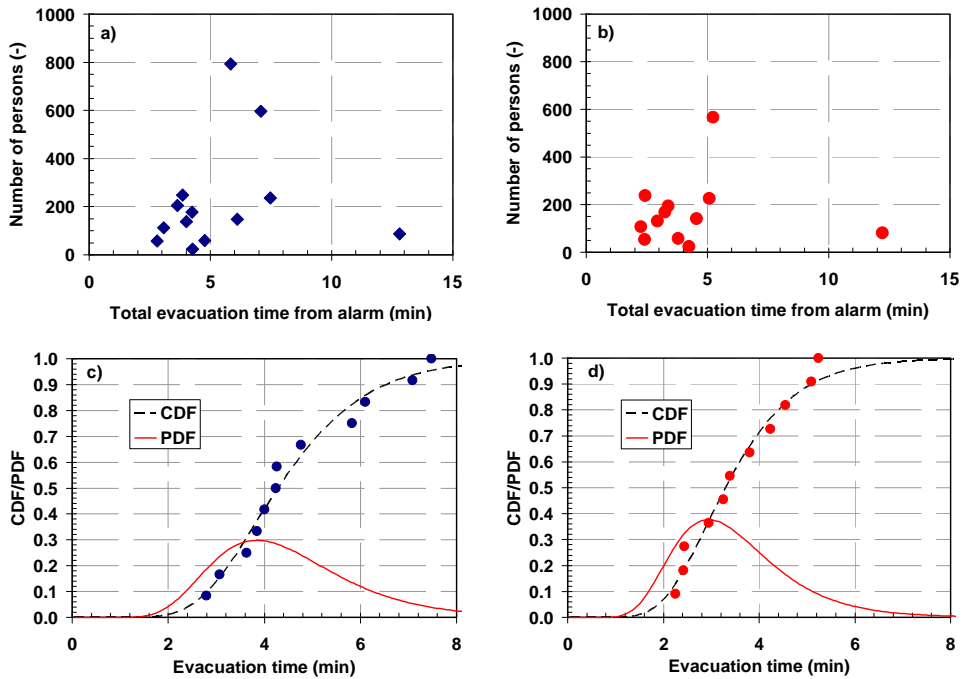 a)
Number of persons (-)
1000
800
600
400
200
0
0 5 10 15
Total evacuation time from alarm (min)
b)
Number of persons (-)
1000
800
600
400
200
0
0 5 10 15
Total evacuation time from alarm (min)
c)
CDF/PDF
1.0
0.9
0.8
0.7
0.6
0.5
0.4
0.3
0.2
0.1
0.0
CDF
PDF
0 2 4 6 8
Evacuation time (min)
d)
CDF/PDF
1.0
0.9
0.8
0.7
0.6
0.5
0.4
0.3
0.2
0.1
0.0
CDF
PDF
0 2 4 6 8
Evacuation time (min)